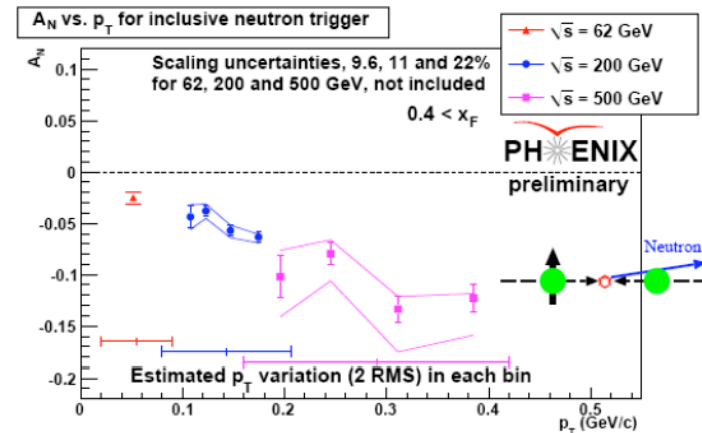 A_N vs. p_T for inclusive neutron trigger
√s = 62 GeV
√s = 200 GeV
√s = 500 GeV
A_N
Scaling uncertainties, 9.6, 11 and 22%
for 62, 200 and 500 GeV, not included
0.4 < x_F
PHENIX
preliminary
Neutron
0.1
0.05
0
-0.05
-0.1
-0.15
-0.2
Estimated p_T variation (2 RMS) in each bin
0 0.1 0.2 0.3 0.4 0.5
p_T (GeV/c)